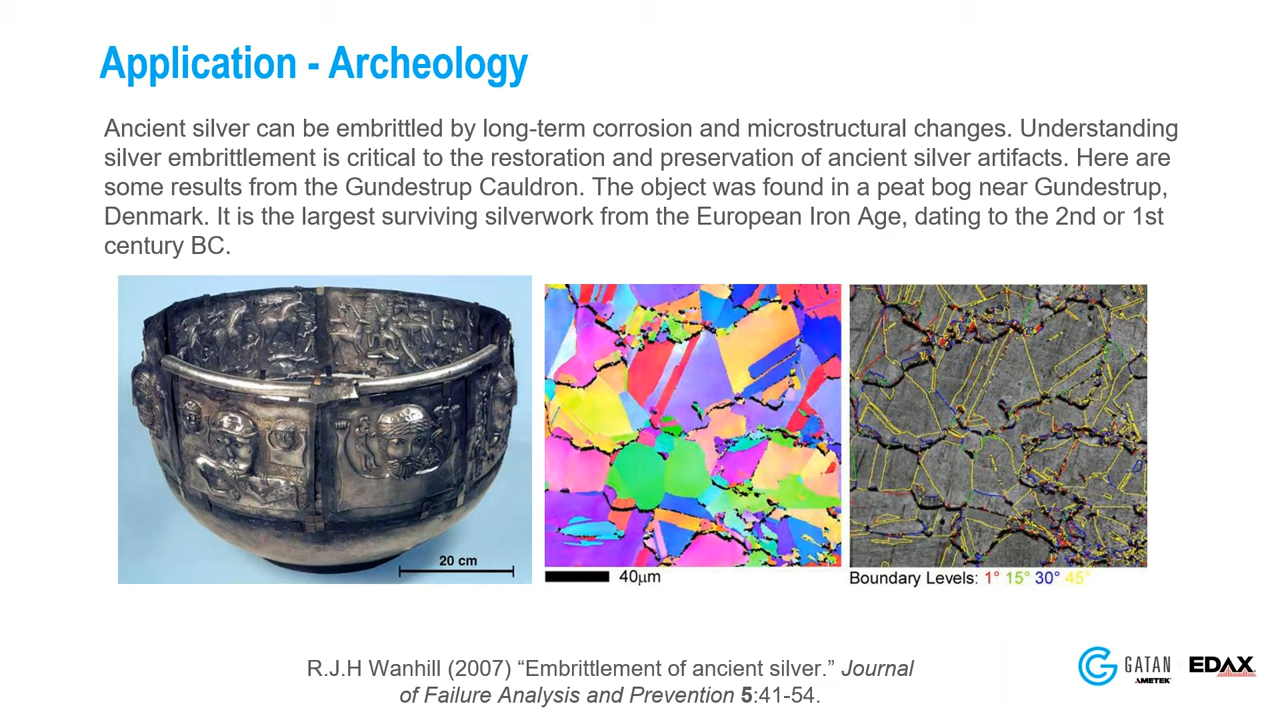 Application - Archeology
Ancient silver can be embrittled by long-term corrosion and microstructural changes. Understanding
silver embrittlement is critical to the restoration and preservation of ancient silver artifacts. Here are
some results from the Gundestrup Cauldron. The object was found in a peat bog near Gundestrup,
Denmark. It is the largest surviving silverwork from the European Iron Age, dating to the 2nd or 1st
century BC.
20 cm
40μm
Boundary Levels: 1° 15° 30° 45°
R.J.H Wanhill (2007) “Embrittlement of ancient silver.” Journal
of Failure Analysis and Prevention 5:41-54.
GATAN EDAX
AMETEK